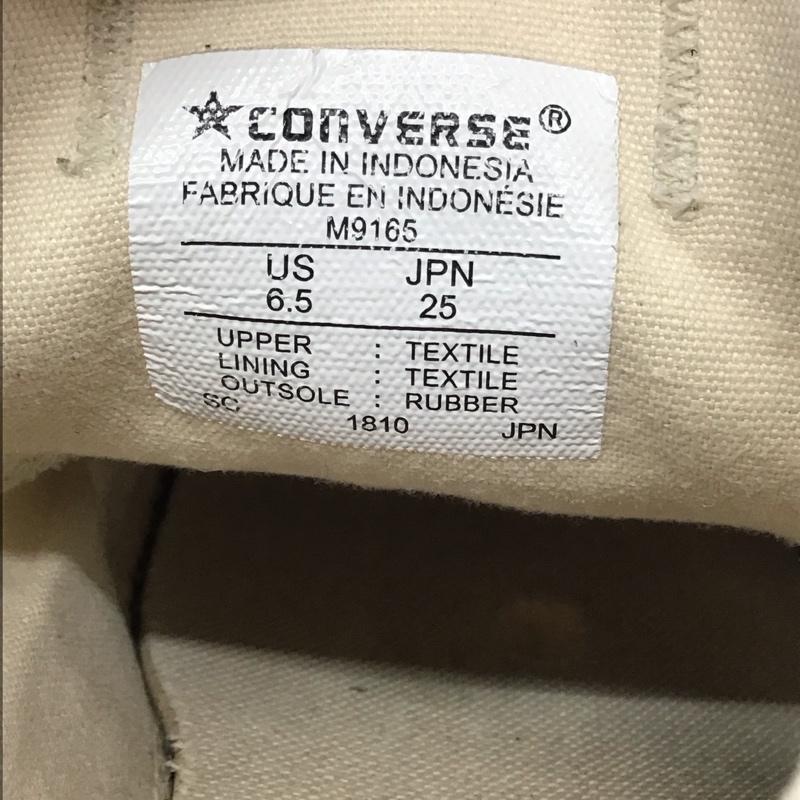 CONVERSE®
MADE IN INDONESIA
FABRIQUE EN INDONÉSIE
M9165
US JPN
6.5 25
UPPER : TEXTILE
LINING : TEXTILE
OUTSOLE : RUBBER
SC 1810 JPN